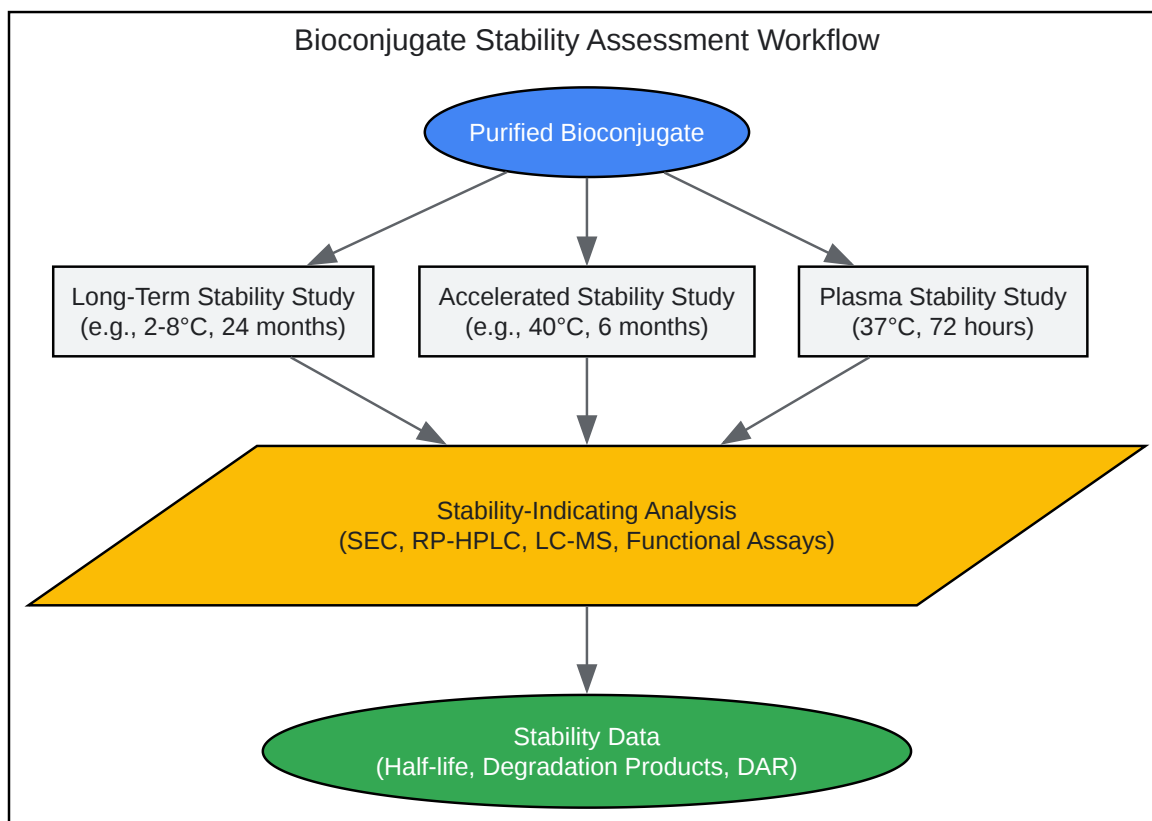 Bioconjugate Stability Assessment Workflow
Purified Bioconjugate
Long-Term Stability Study
(e.g., 2-8°C, 24 months)
Accelerated Stability Study
(e.g., 40°C, 6 months)
Plasma Stability Study
(37°C, 72 hours)
Stability-Indicating Analysis
(SEC, RP-HPLC, LC-MS, Functional Assays)
Stability Data
(Half-life, Degradation Products, DAR)